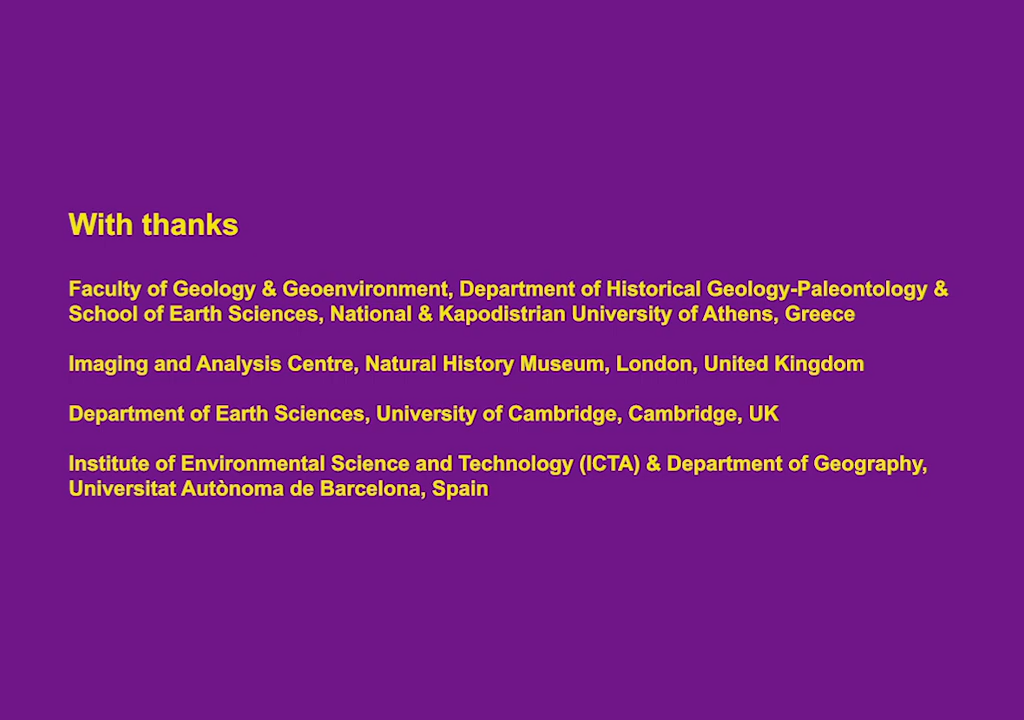 With thanks
Faculty of Geology & Geoenvironment, Department of Historical Geology-Paleontology &
School of Earth Sciences, National & Kapodistrian University of Athens, Greece
Imaging and Analysis Centre, Natural History Museum, London, United Kingdom
Department of Earth Sciences, University of Cambridge, Cambridge, UK
Institute of Environmental Science and Technology (ICTA) & Department of Geography,
Universitat Autònoma de Barcelona, Spain